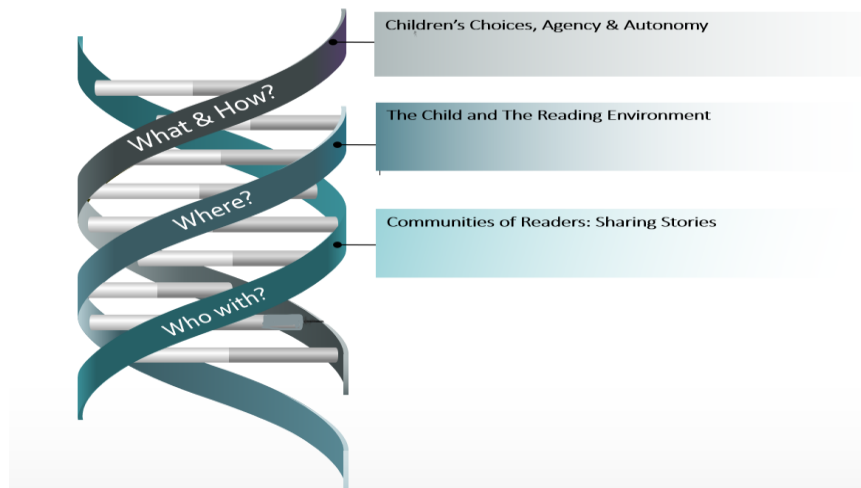 What & How?
Children's Choices, Agency & Autonomy
Where?
The Child and The Reading Environment
Who with?
Communities of Readers: Sharing Stories